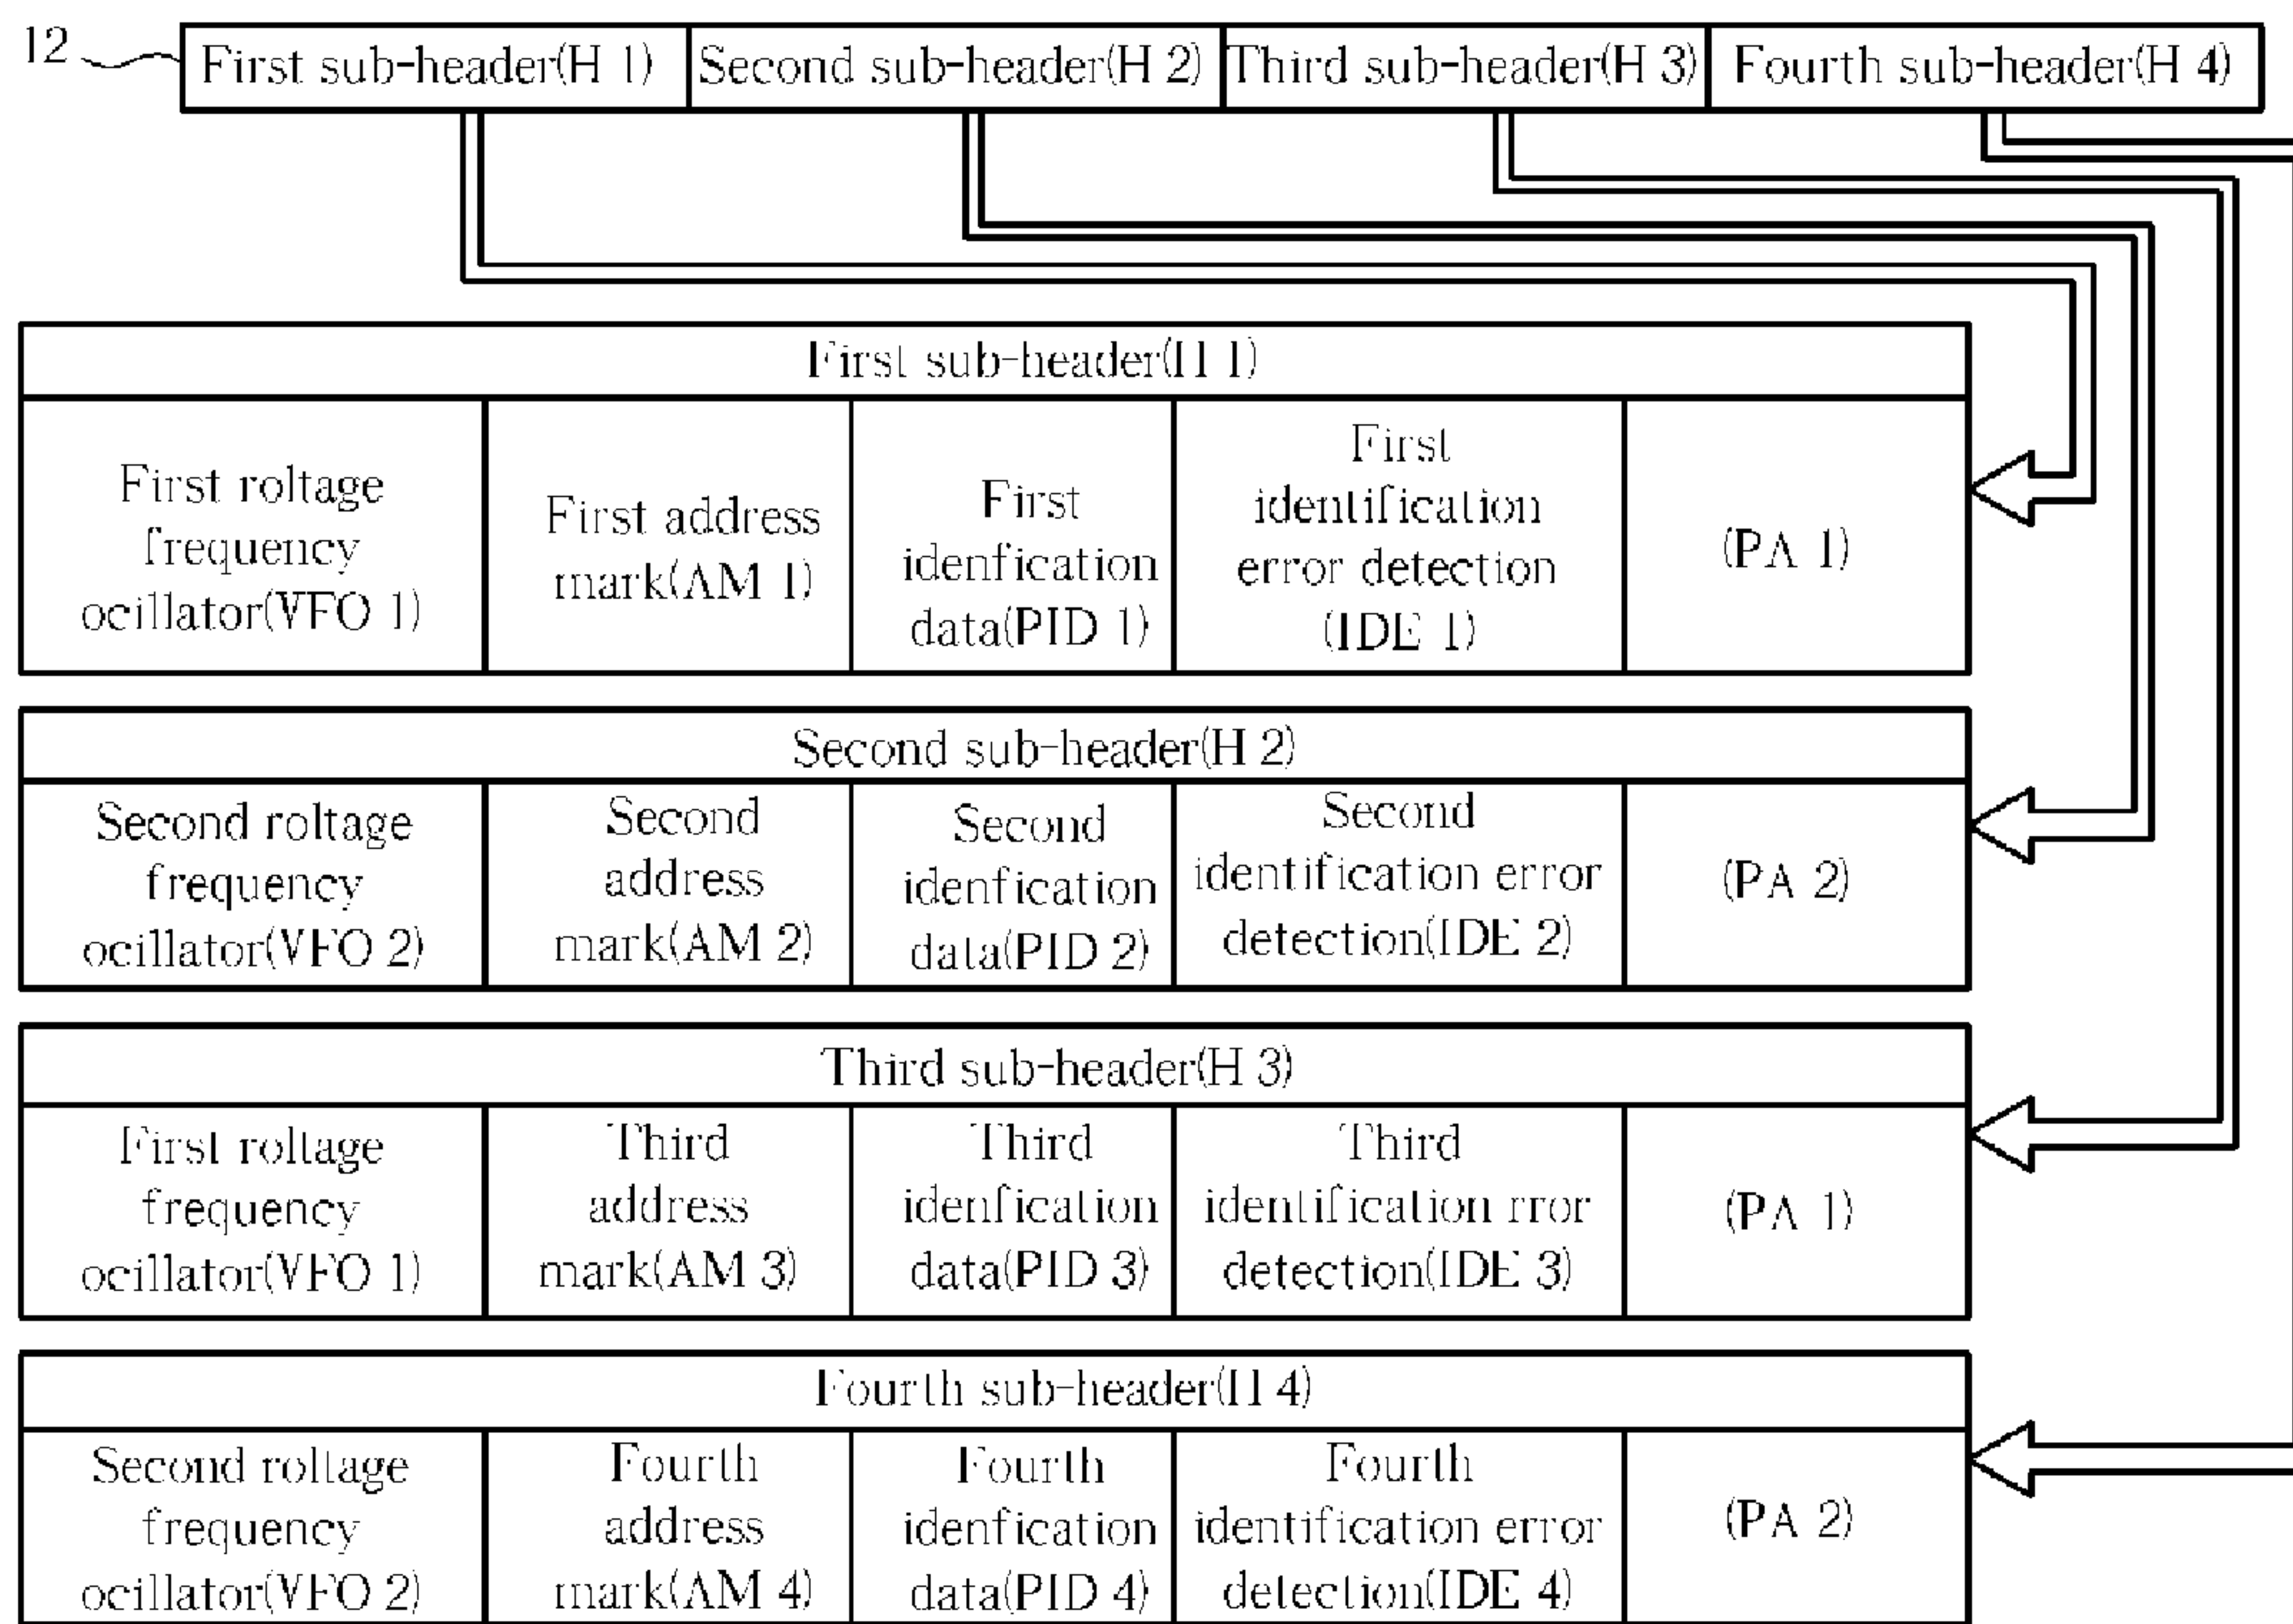 12
First sub-header(H 1)
Second sub-header(H 2)
Third sub-header(H 3)
Fourth sub-header(H 4)
First sub-header(H 1)
First roltage
frequency
ocillator(VFO 1)
First address
mark(AM 1)
First
idenfication
data(PID 1)
First
identification
error detection
(IDE 1)
(PA 1)
Second sub-header(H 2)
Second roltage
frequency
ocillator(VFO 2)
Second
address
mark(AM 2)
Second
idenfication
data(PID 2)
Second
identification error
detection(IDE 2)
(PA 2)
Third sub-header(H 3)
First roltage
frequency
ocillator(VFO 1)
Third
address
mark(AM 3)
Third
idenfication
data(PID 3)
Third
identification rror
detection(IDE 3)
(PA 1)
Fourth sub-header(H 4)
Second roltage
frequency
ocillator(VFO 2)
Fourth
address
mark(AM 4)
Fourth
idenfication
data(PID 4)
Fourth
identification error
detection(IDE 4)
(PA 2)